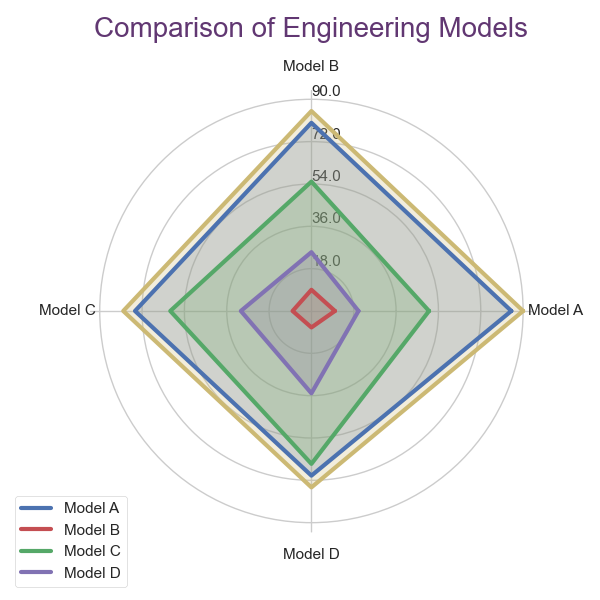 Comparison of Engineering Models
Model B
90.0
72.0
54.0
36.0
18.0
Model C
Model A
Model D
Model A
Model B
Model C
Model D